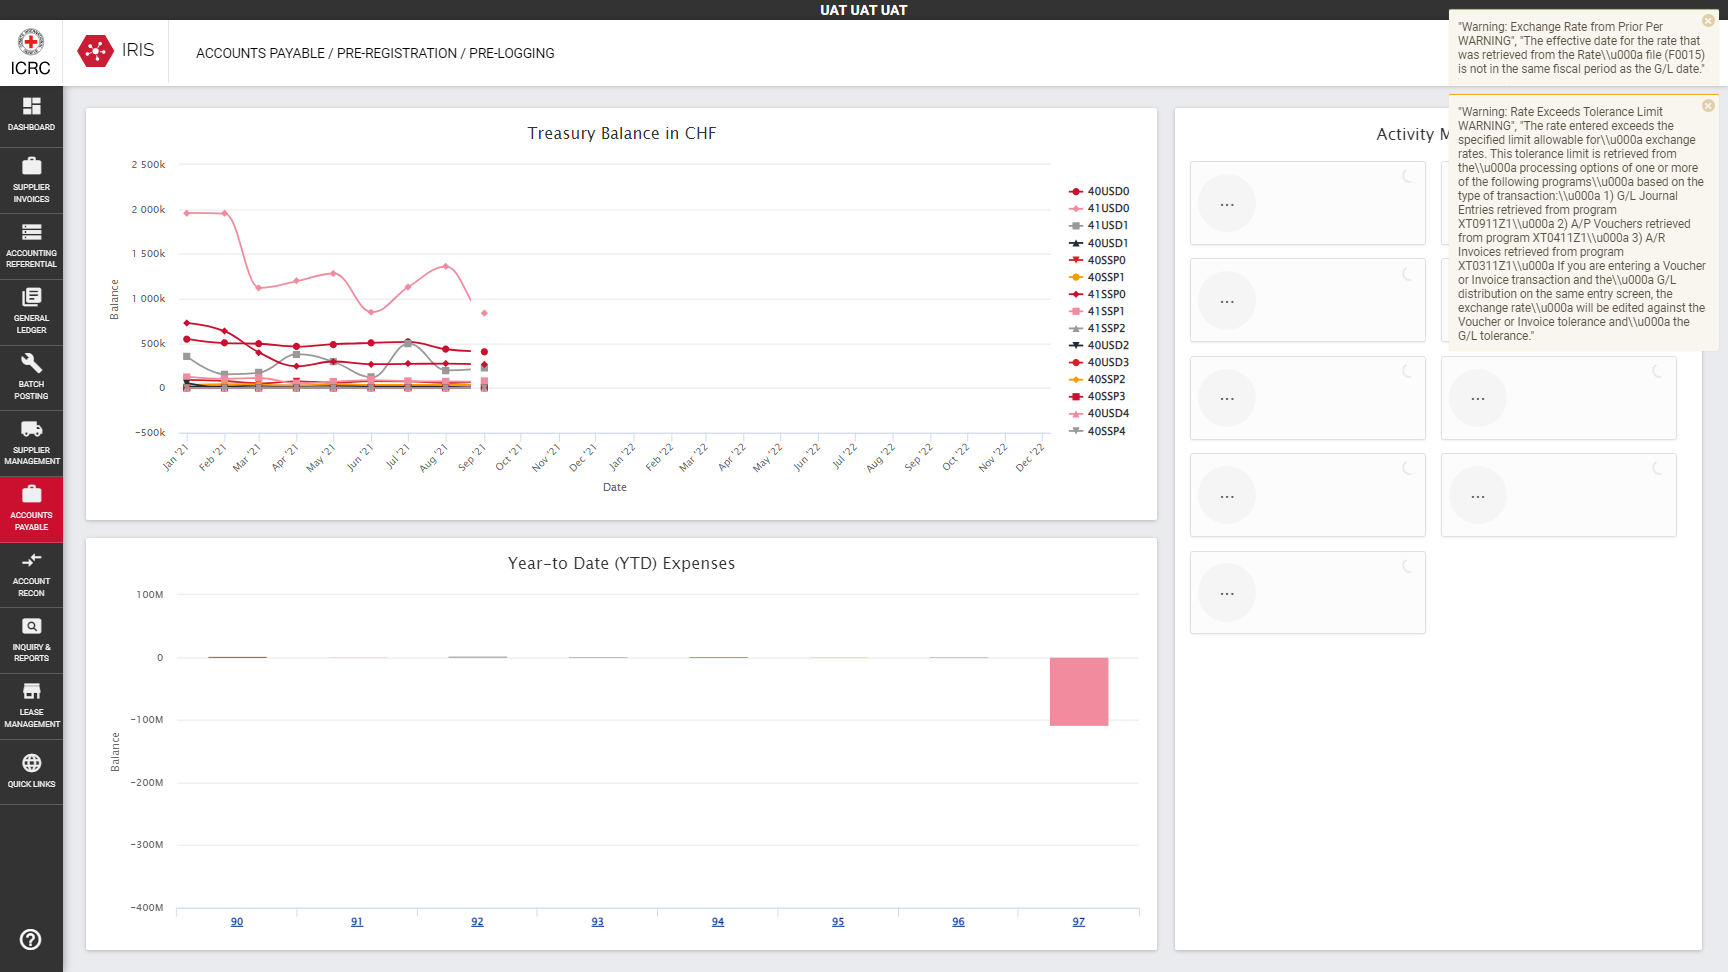 UAT UAT UAT
ICRC
IRIS
ACCOUNTS PAYABLE / PRE-REGISTRATION / PRE-LOGGING
"Warning: Exchange Rate from Prior Per
WARNING", "The effective date for the rate that
was retrieved from the Rate\\u000a file (F0015)
is not in the same fiscal period as the G/L date."
"Warning: Rate Exceeds Tolerance Limit
WARNING", "The rate entered exceeds the
specified limit allowable for\\u000a exchange
rates. This tolerance limit is retrieved from
the\\u000a processing options of one or more
of the following programs\\u000a based on the
type of transaction:\\u000a 1) G/L Journal
Entries retrieved from program
XT0911Z1\\u000a 2) A/P Vouchers retrieved
from program XT0411Z1\\u000a 3) A/R
Invoices retrieved from program
XT0311Z1\\u000a If you are entering a Voucher
or Invoice transaction and the\\u000a G/L
distribution on the same entry screen, the
exchange rate\\u000a will be edited against the
Voucher or Invoice tolerance and\\u000a the
G/L tolerance."
DASHBOARD
SUPPLIER
INVOICES
ACCOUNTING
REFERENTIAL
GENERAL
LEDGER
BATCH
POSTING
SUPPLIER
MANAGEMENT
ACCOUNTS
PAYABLE
ACCOUNT
RECON
INQUIRY &
REPORTS
LEASE
MANAGEMENT
QUICK LINKS
Treasury Balance in CHF
Balance
2 500k
2 000k
1 500k
1 000k
500k
0
-500k
Jan '21
Feb '21
Mar '21
Apr '21
May '21
Jun '21
Jul '21
Aug '21
Sep '21
Oct '21
Nov '21
Dec '21
Jan '22
Feb '22
Mar '22
Apr '22
May '22
Jun '22
Jul '22
Aug '22
Sep '22
Oct '22
Nov '22
Dec '22
Date
40USD0
41USD0
41USD1
40USD1
40SSP0
40SSP1
41SSP0
41SSP1
41SSP2
40USD2
40USD3
40SSP2
40SSP3
40USD4
40SSP4
Year-to Date (YTD) Expenses
Balance
100M
0
-100M
-200M
-300M
-400M
90
91
92
93
94
95
96
97
Activity M
...
...
...
...
...
...
...